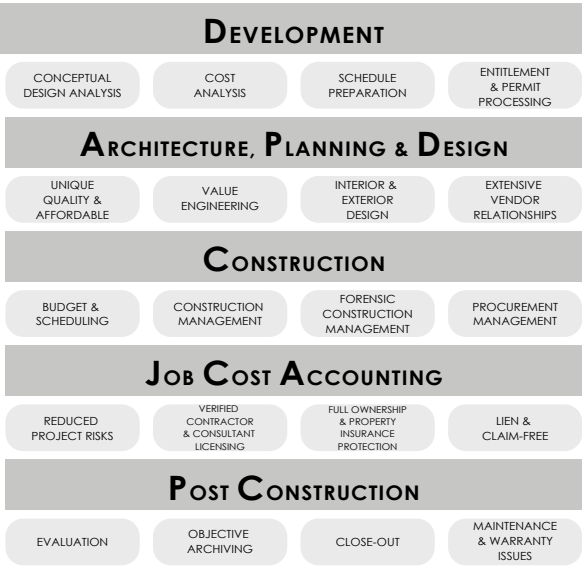 DEVELOPMENT
CONCEPTUAL
DESIGN ANALYSIS
COST
ANALYSIS
SCHEDULE
PREPARATION
ENTITLEMENT
& PERMIT
PROCESSING
ARCHITECTURE, PLANNING & DESIGN
UNIQUE
QUALITY &
AFFORDABLE
VALUE
ENGINEERING
INTERIOR &
EXTERIOR
DESIGN
EXTENSIVE
VENDOR
RELATIONSHIPS
CONSTRUCTION
BUDGET &
SCHEDULING
CONSTRUCTION
MANAGEMENT
FORENSIC
CONSTRUCTION
MANAGEMENT
PROCUREMENT
MANAGEMENT
JOB COST ACCOUNTING
REDUCED
PROJECT RISKS
VERIFIED
CONTRACTOR
& CONSULTANT
LICENSING
FULL OWNERSHIP
& PROPERTY
INSURANCE
PROTECTION
LIEN &
CLAIM-FREE
POST CONSTRUCTION
EVALUATION
OBJECTIVE
ARCHIVING
CLOSE-OUT
MAINTENANCE
& WARRANTY
ISSUES